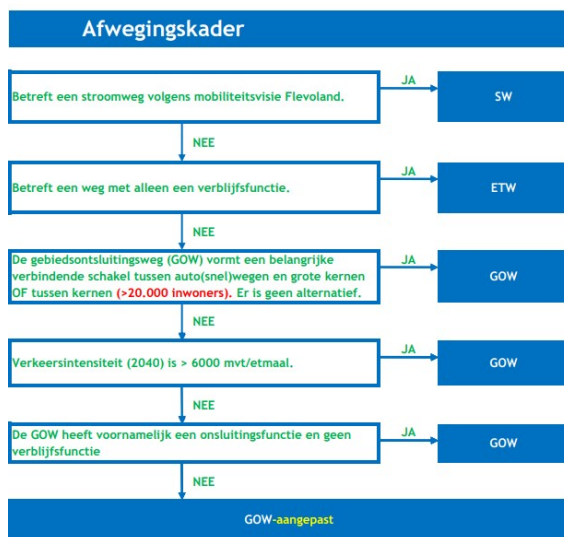 Afwegingskader
Betreft een stroomweg volgens mobiliteitsvisie Flevoland.
JA
SW
NEE
Betreft een weg met alleen een verblijfsfunctie.
JA
ETW
NEE
De gebiedsontsluitingsweg (GOW) vormt een belangrijke
verbindende schakel tussen auto(snel)wegen en grote kernen
OF tussen kernen (>20.000 inwoners). Er is geen alternatief.
JA
GOW
NEE
Verkeersintensiteit (2040) is > 6000 mvt/etmaal.
JA
GOW
NEE
De GOW heeft voornamelijk een onsluitingsfunctie en geen
verblijfsfunctie
JA
GOW
NEE
GOW-aangepast